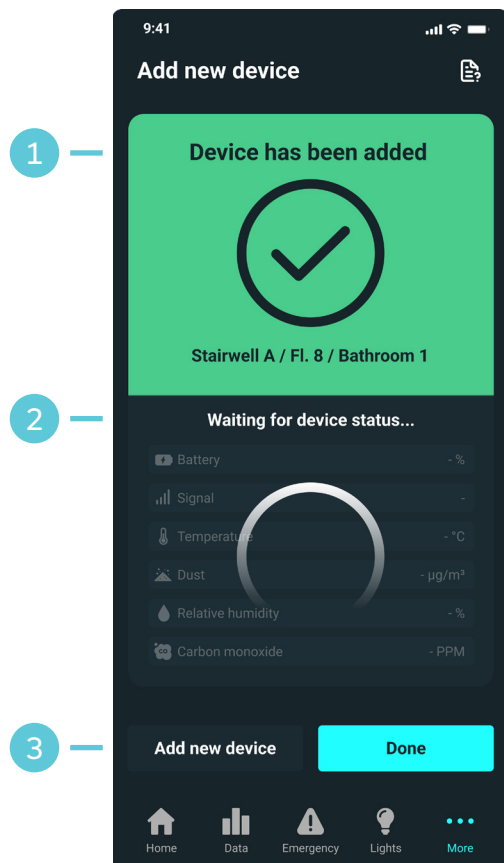 9:41
Add new device
1
Device has been added
Stairwell A / Fl. 8 / Bathroom 1
2
Waiting for device status...
Battery - %
Signal -
Temperature - °C
Dust - µg/m³
Relative humidity - %
CO Carbon monoxide - PPM
3
Add new device Done
Home Data Emergency Lights More